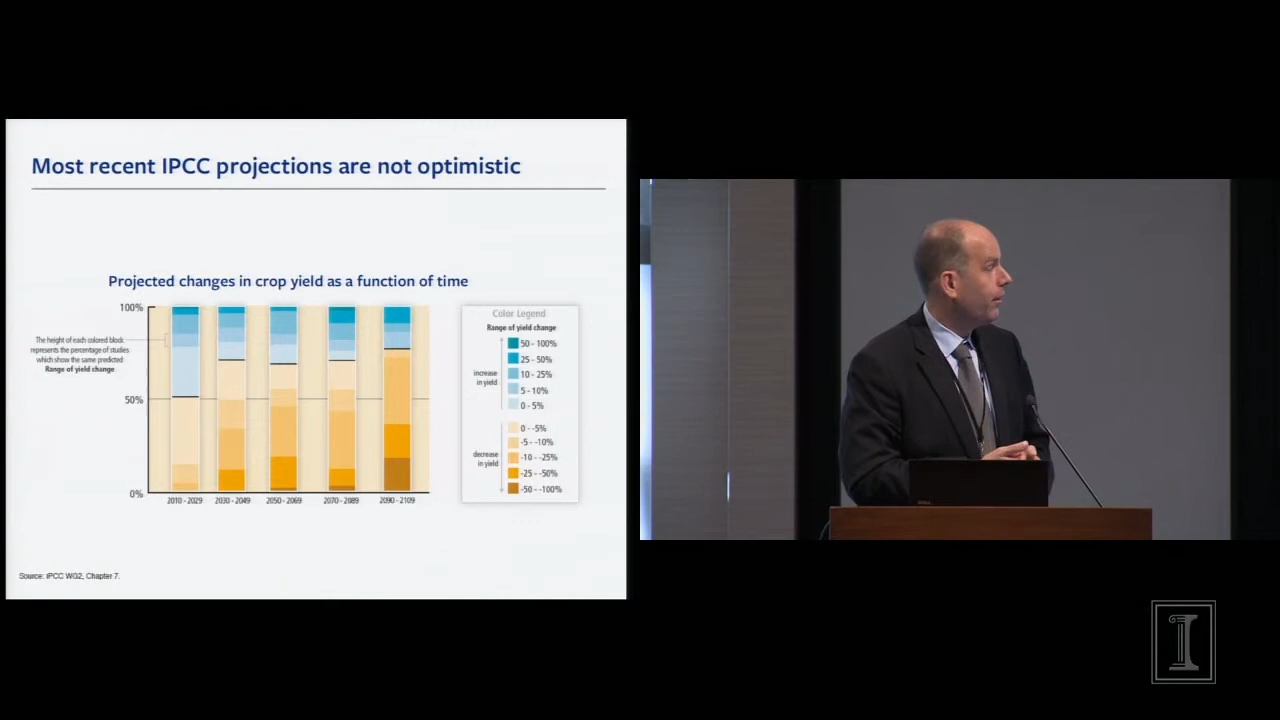 Most recent IPCC projections are not optimistic
Projected changes in crop yield as a function of time
100%
50%
0%
The height of each colored block
represents the percentage of studies
which show the same predicted
Range of yield change
2010 - 2029
2030 - 2049
2050 - 2069
2070 - 2089
2090 - 2109
Color Legend
Range of yield change
increase
in yield
50 - 100%
25 - 50%
10 - 25%
5 - 10%
0 - 5%
decrease
in yield
0 - -5%
-5 - -10%
-10 - -25%
-25 - -50%
-50 - -100%
Source: IPCC WG2, Chapter 7.
DELL
I